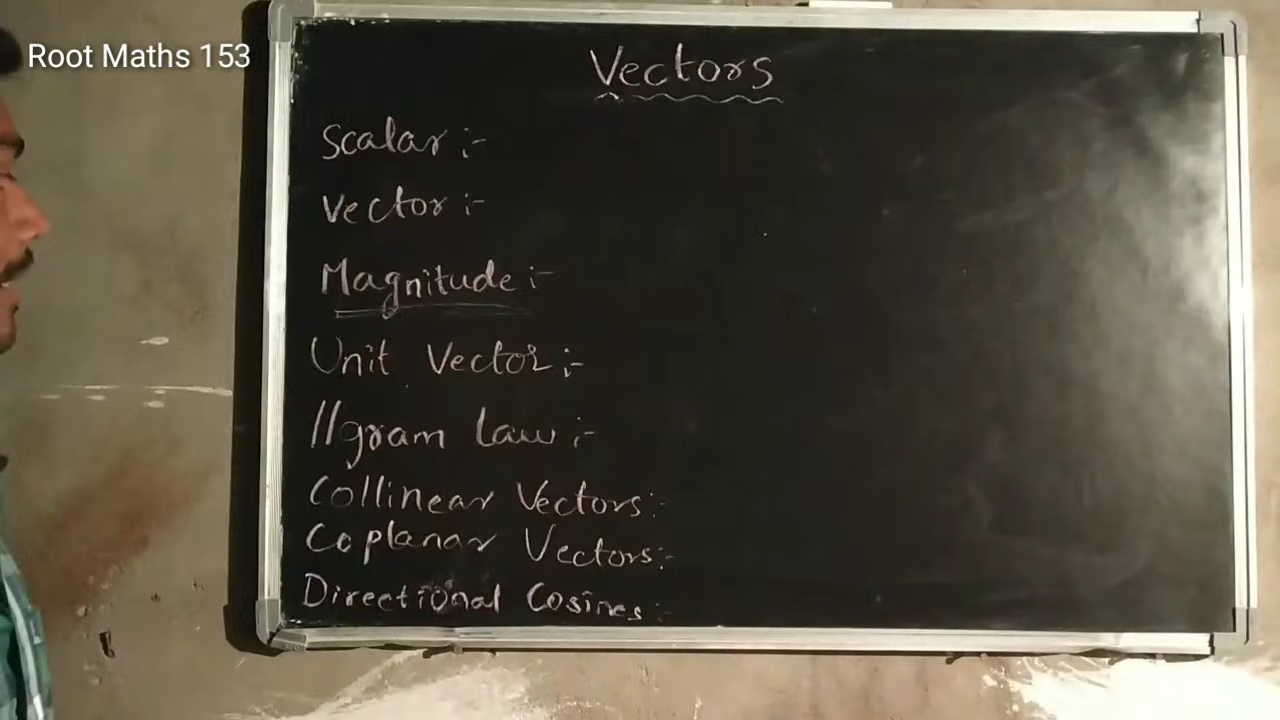 Root Maths 153
Vectors
Scalar :-
Vector :-
Magnitude :-
Unit Vector :-
//gram Law :-
Collinear Vectors :-
Coplanar Vectors :-
Directional Cosines :-